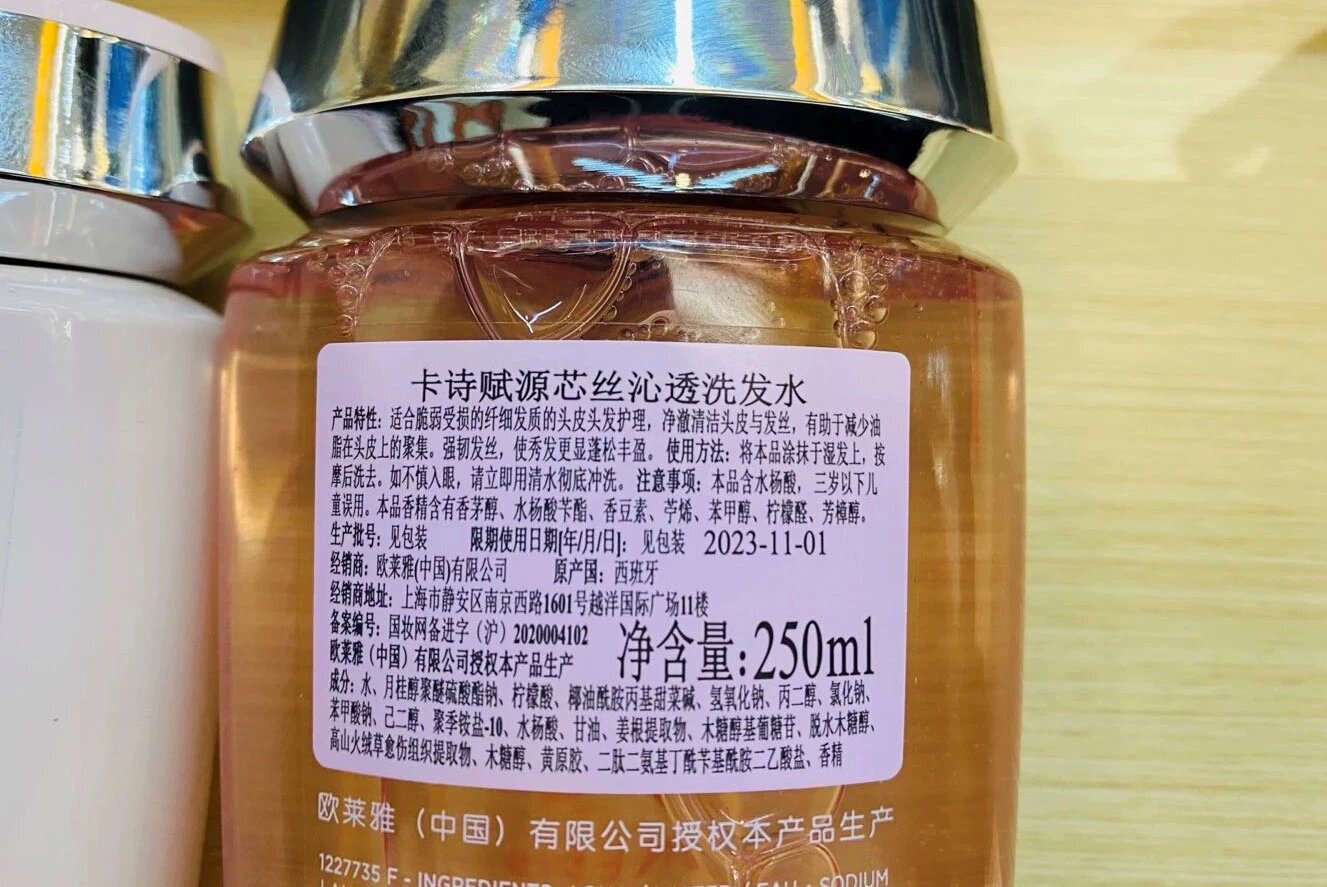 卡诗赋源芯丝沁透洗发水
产品特性：适合脆弱受损的纤细发质的头皮头发护理，净澈清洁头皮与发丝，有助于减少油
脂在头皮上的聚集。强韧发丝，使秀发更显蓬松丰盈。使用方法：将本品涂抹于湿发上，按
摩后洗去。如不慎入眼，请立即用清水彻底冲洗。注意事项：本品含水杨酸，三岁以下儿
童误用。本品香精含有香茅醇、水杨酸苄酯、香豆素、苧烯、苯甲醇、柠檬醛、芳樟醇。
生产批号：见包装 限期使用日期[年/月/日]：见包装 2023-11-01
经销商：欧莱雅(中国)有限公司 原产国：西班牙
经销商地址：上海市静安区南京西路1601号越洋国际广场11楼
备案编号：国妆网备进字（沪）2020004102
欧莱雅（中国）有限公司授权本产品生产
净含量:250ml
成分：水、月桂醇聚醚硫酸酯钠、柠檬酸、椰油酰胺丙基甜菜碱、氢氧化钠、丙二醇、氯化钠、
苯甲酸钠、己二醇、聚季铵盐-10、水杨酸、甘油、姜根提取物、木糖醇基葡糖苷、脱水木糖醇、
高山火绒草愈伤组织提取物、木糖醇、黄原胶、二肽二氨基丁酰苄基酰胺二乙酸盐、香精
欧莱雅（中国）有限公司授权本产品生产
1227735 F - INGREDIENTS EAU • SODIUM